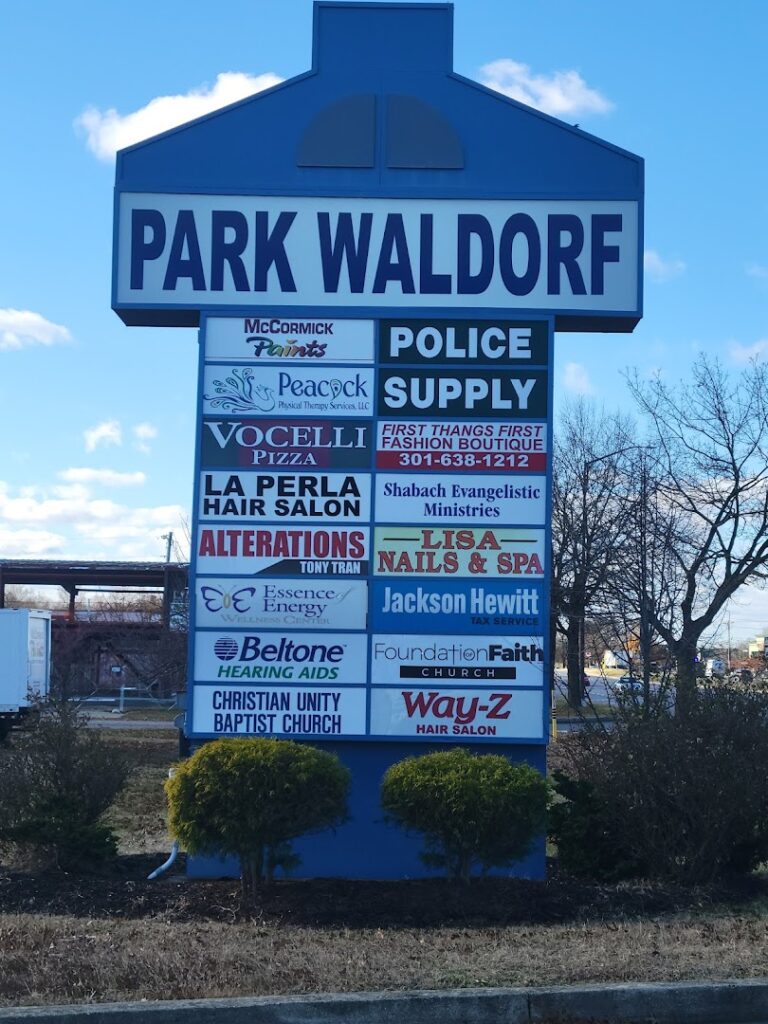 PARK WALDORF
McCORMICK
Paints
POLICE
Peacock
Physical Therapy Services, LLC
SUPPLY
VOCELLI
PIZZA
FIRST THANGS FIRST
FASHION BOUTIQUE
301-638-1212
LA PERLA
HAIR SALON
Shabach Evangelistic
Ministries
ALTERATIONS
TONY TRAN
LISA
NAILS & SPA
Essence of
Energy
WELLNESS CENTER
Jackson Hewitt
TAX SERVICE
Beltone
HEARING AIDS
FoundationFaith
CHURCH
CHRISTIAN UNITY
BAPTIST CHURCH
Way-Z
HAIR SALON